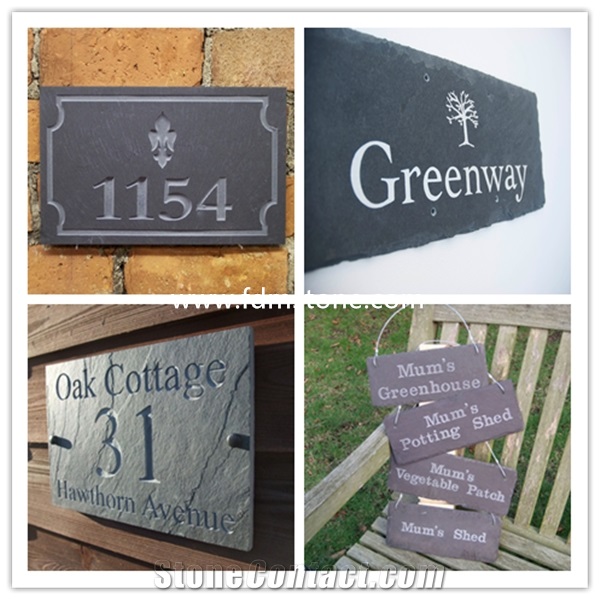 1154
Greenway
www.fdmstone.com
Oak Cottage
31
Hawthorn Avenue
Mum's
Greenhouse
Mum's
Potting Shed
Mum's
Vegetable Patch
Mum's Shed
StoneContact.com